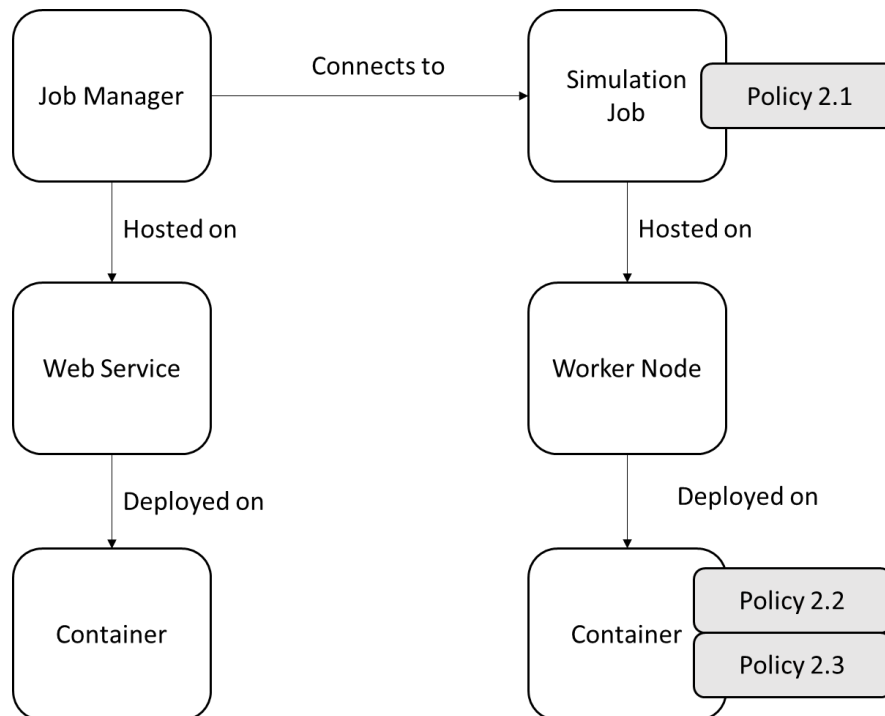 Job Manager
Connects to
Simulation
Job
Policy 2.1
Hosted on
Hosted on
Web Service
Worker Node
Deployed on
Deployed on
Container
Container
Policy 2.2
Policy 2.3